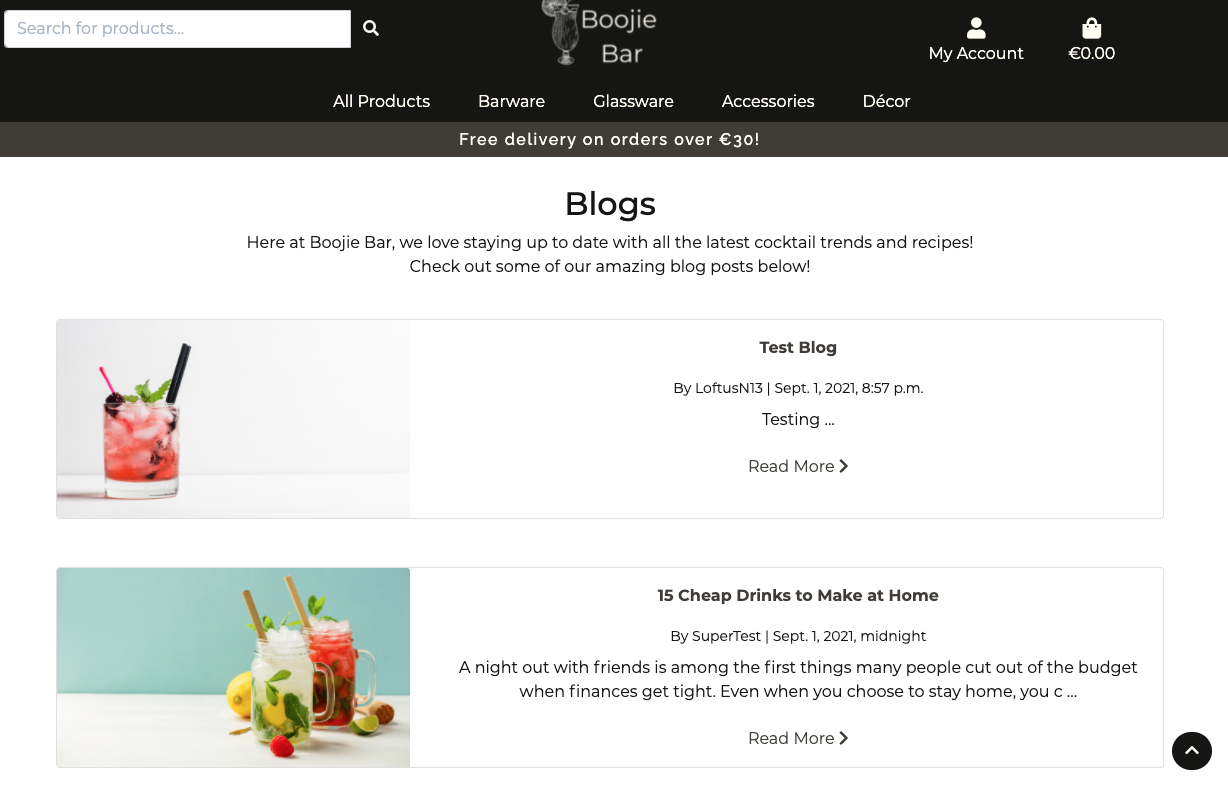 Search for products...
Boojie
Bar
My Account
€0.00
All Products
Barware
Glassware
Accessories
Décor
Free delivery on orders over €30!
Blogs
Here at Boojie Bar, we love staying up to date with all the latest cocktail trends and recipes!
Check out some of our amazing blog posts below!
Test Blog
By LoftusN13 | Sept. 1, 2021, 8:57 p.m.
Testing ...
Read More
15 Cheap Drinks to Make at Home
By SuperTest | Sept. 1, 2021, midnight
A night out with friends is among the first things many people cut out of the budget
when finances get tight. Even when you choose to stay home, you c ...
Read More